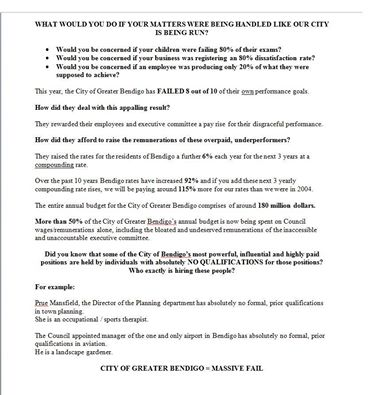 WHAT WOULD YOU DO IF YOUR MATTERS WERE BEING HANDLED LIKE OUR CITY
IS BEING RUN?
• Would you be concerned if your children were failing 80% of their exams?
• Would you be concerned if your business was registering an 80% dissatisfaction rate?
• Would you be concerned if an employee was producing only 20% of what they were
supposed to achieve?
This year, the City of Greater Bendigo has FAILED 8 out of 10 of their own performance goals.
How did they deal with this appalling result?
They rewarded their employees and executive committee a pay rise for their disgraceful performance.
How did they afford to raise the remunerations of these overpaid, underperformers?
They raised the rates for the residents of Bendigo a further 6% each year for the next 3 years at a
compounding rate.
Over the past 10 years Bendigo rates have increased 92% and if you add these next 3 yearly
compounding rate rises, we will be paying around 115% more for our rates than we were in 2004.
The entire annual budget for the City of Greater Bendigo comprises of around 180 million dollars.
More than 50% of the City of Greater Bendigo's annual budget is now being spent on Council
wages/remunerations alone, including the bloated and undeserved remunerations of the inaccessible
and unaccountable executive committee.
Did you know that some of the City of Bendigo's most powerful, influential and highly paid
positions are held by individuals with absolutely NO QUALIFICATIONS for those positions?
Who exactly is hiring these people?
For example:
Prue Mansfield, the Director of the Planning department has absolutely no formal, prior qualifications
in town planning.
She is an occupational / sports therapist.
The Council appointed manager of the one and only airport in Bendigo has absolutely no formal, prior
qualifications in aviation.
He is a landscape gardener.
CITY OF GREATER BENDIGO = MASSIVE FAIL